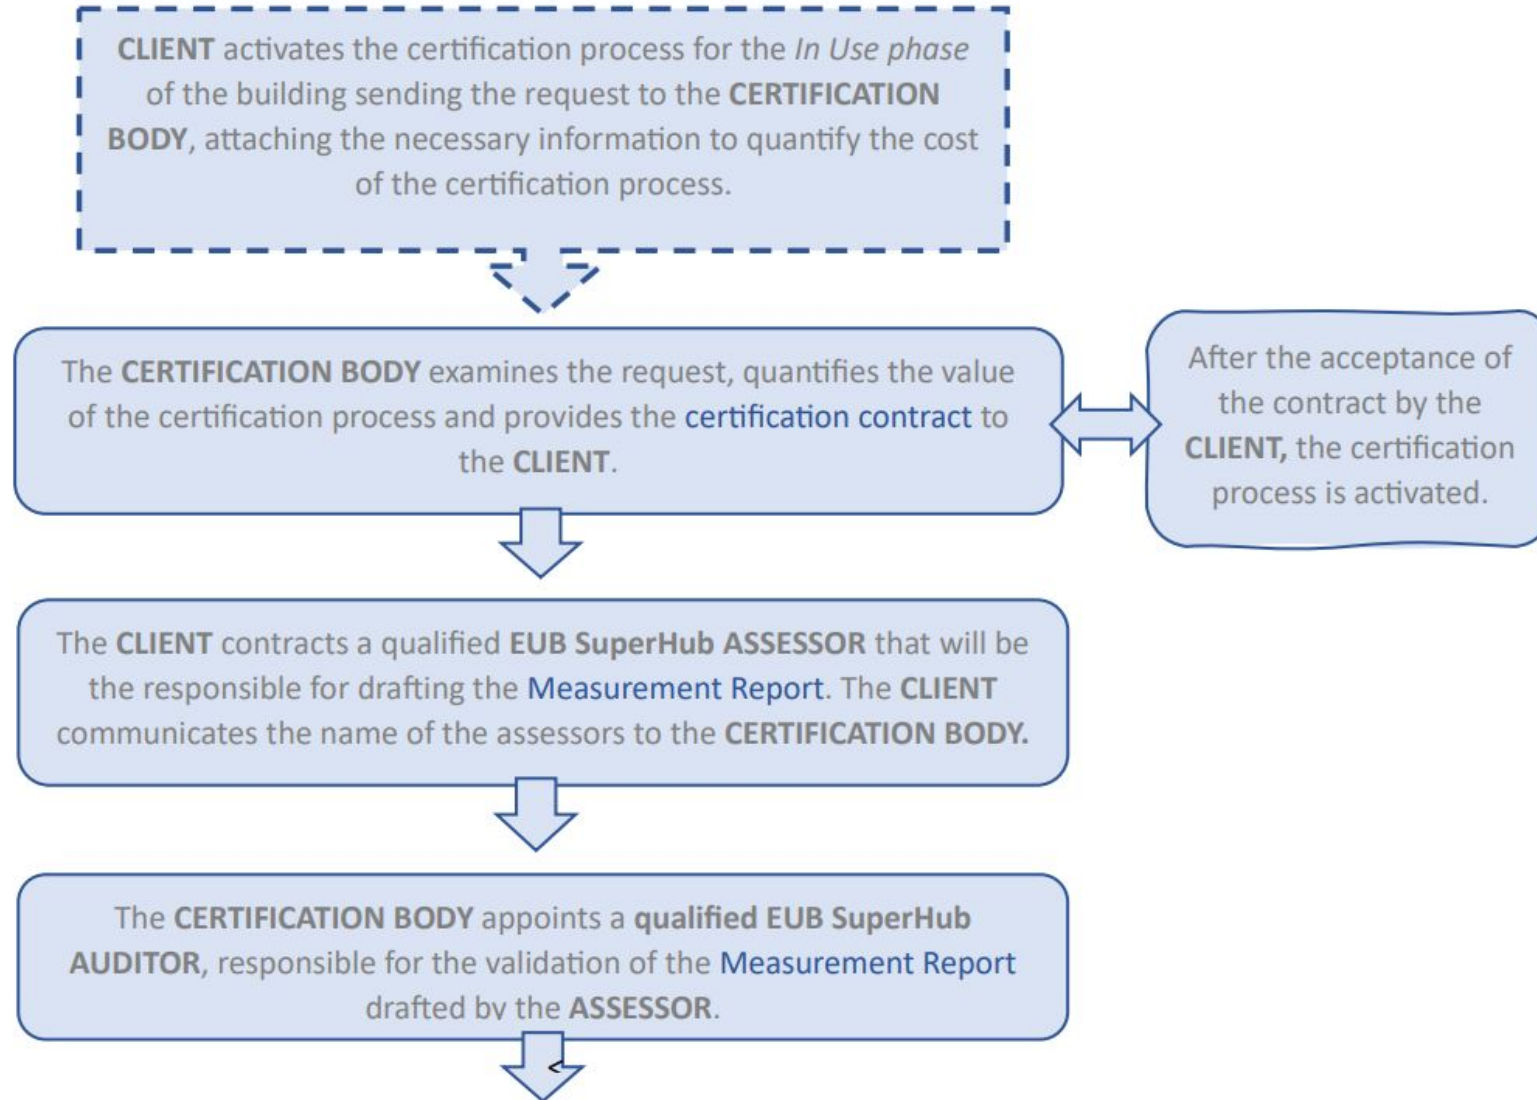 CLIENT activates the certification process for the In Use phase
of the building sending the request to the CERTIFICATION
BODY, attaching the necessary information to quantify the cost
of the certification process.
The CERTIFICATION BODY examines the request, quantifies the value
of the certification process and provides the certification contract to
the CLIENT.
After the acceptance of
the contract by the
CLIENT, the certification
process is activated.
The CLIENT contracts a qualified EUB SuperHub ASSESSOR that will be
the responsible for drafting the Measurement Report. The CLIENT
communicates the name of the assessors to the CERTIFICATION BODY.
The CERTIFICATION BODY appoints a qualified EUB SuperHub
AUDITOR, responsible for the validation of the Measurement Report
drafted by the ASSESSOR.
<